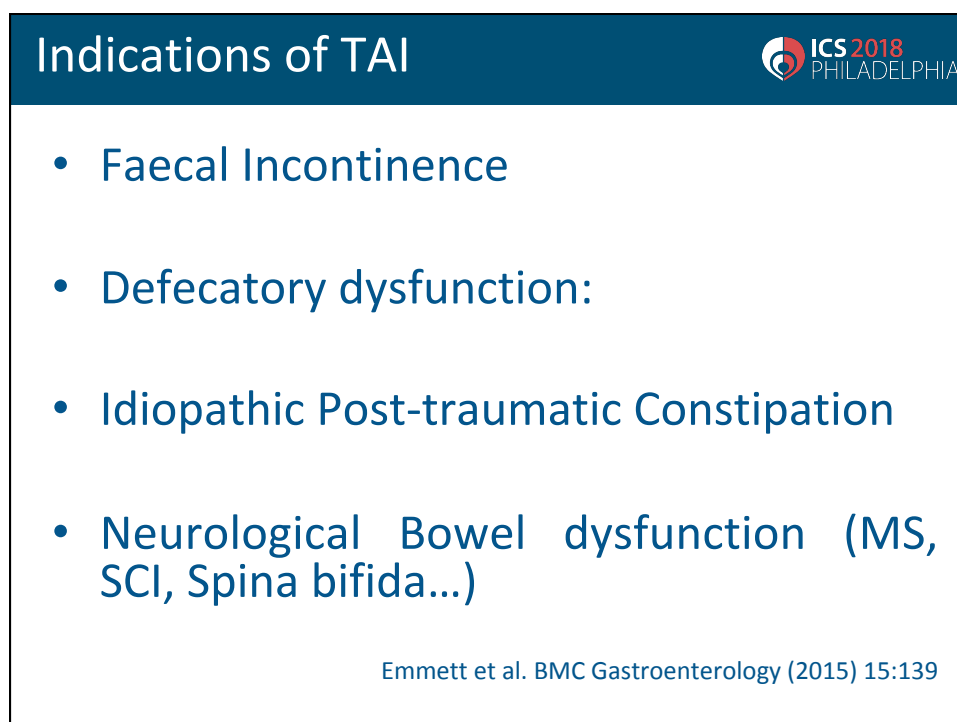 Indications of TAI
ICS 2018
PHILADELPHIA
• Faecal Incontinence
• Defecatory dysfunction:
• Idiopathic Post-traumatic Constipation
• Neurological Bowel dysfunction (MS,
SCI, Spina bifida…)
Emmett et al. BMC Gastroenterology (2015) 15:139